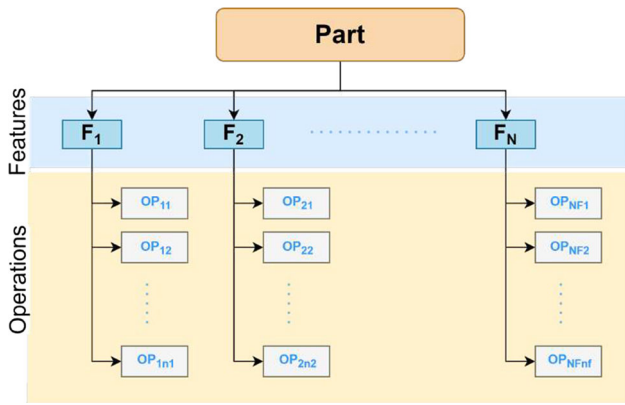 Part
Features
F1 F2 FN
Operations
OP11 OP21 OPNF1
OP12 OP22 OPNF2
OP1n1 OP2n2 OPNFnf